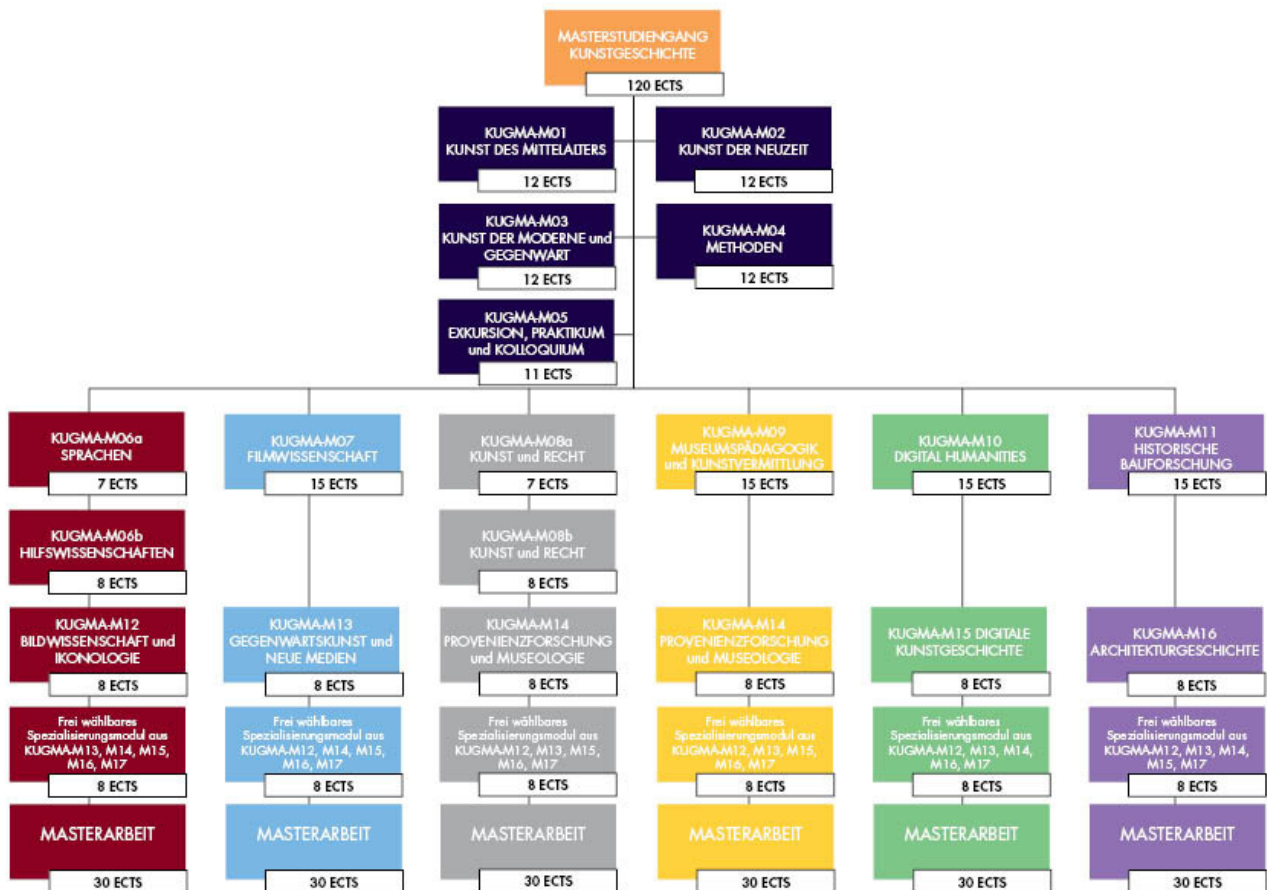 MASTERSTUDIENGANG
KUNSTGESCHICHTE
120 ECTS
KUGMA-M01
KUNST DES MITTELALTERS
12 ECTS
KUGMA-M02
KUNST DER NEUZEIT
12 ECTS
KUGMA-M03
KUNST DER MODERNE und
GEGENWART
12 ECTS
KUGMA-M04
METHODEN
12 ECTS
KUGMA-M05
EXKURSION, PRAKTIKUM
und KOLLOQUIUM
11 ECTS
KUGMA-M06a
SPRACHEN
7 ECTS
KUGMA-M07
FILMWISSENSCHAFT
15 ECTS
KUGMA-M08a
KUNST und RECHT
7 ECTS
KUGMA-M09
MUSEUMSPÄDAGOGIK
und KUNSTVERMITTLUNG
15 ECTS
KUGMA-M10
DIGITAL HUMANITIES
15 ECTS
KUGMA-M11
HISTORISCHE
BAUFORSCHUNG
15 ECTS
KUGMA-M06b
HILFSWISSENSCHAFTEN
8 ECTS
KUGMA-M08b
KUNST und RECHT
8 ECTS
KUGMA-M12
BILDWISSENSCHAFT und
IKONOLOGIE
8 ECTS
KUGMA-M13
GEGENWARTSKUNST und
NEUE MEDIEN
8 ECTS
KUGMA-M14
PROVENIENZFORSCHUNG
und MUSEOLOGIE
8 ECTS
KUGMA-M14
PROVENIENZFORSCHUNG
und MUSEOLOGIE
8 ECTS
KUGMA-M15 DIGITALE
KUNSTGESCHICHTE
8 ECTS
KUGMA-M16
ARCHITEKTURGESCHICHTE
8 ECTS
Frei wählbares
Spezialisierungsmodul aus
KUGMA-M13, M14, M15,
M16, M17
8 ECTS
Frei wählbares
Spezialisierungsmodul aus
KUGMA-M12, M14, M15,
M16, M17
8 ECTS
Frei wählbares
Spezialisierungsmodul aus
KUGMA-M12, M13, M15,
M16, M17
8 ECTS
Frei wählbares
Spezialisierungsmodul aus
KUGMA-M12, M13, M15,
M16, M17
8 ECTS
Frei wählbares
Spezialisierungsmodul aus
KUGMA-M12, M13, M14,
M16, M17
8 ECTS
Frei wählbares
Spezialisierungsmodul aus
KUGMA-M12, M13, M14,
M15, M17
8 ECTS
MASTERARBEIT
30 ECTS
MASTERARBEIT
30 ECTS
MASTERARBEIT
30 ECTS
MASTERARBEIT
30 ECTS
MASTERARBEIT
30 ECTS
MASTERARBEIT
30 ECTS